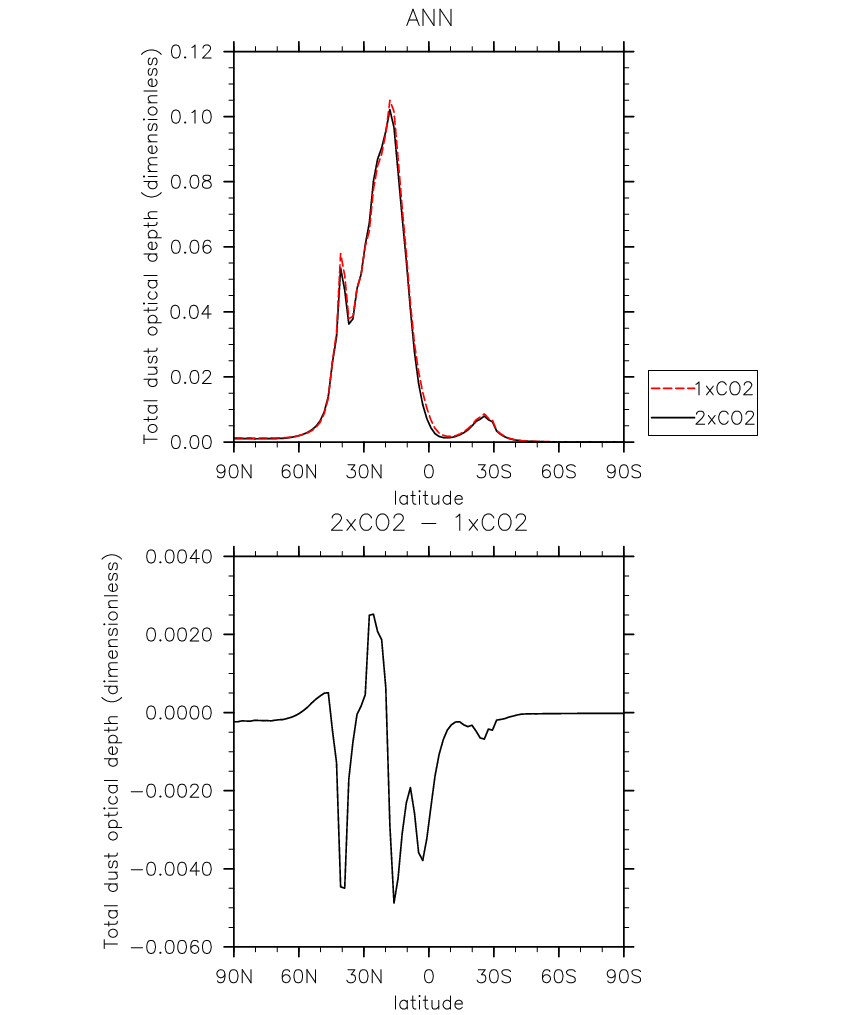 ANN
Total dust optical depth (dimensionless)
0.12
0.10
0.08
0.06
0.04
0.02
0.00
90N 60N 30N 0 30S 60S 90S
latitude
1xCO2
2xCO2
2xCO2 − 1xCO2
Total dust optical depth (dimensionless)
0.0040
0.0020
0.0000
−0.0020
−0.0040
−0.0060
90N 60N 30N 0 30S 60S 90S
latitude